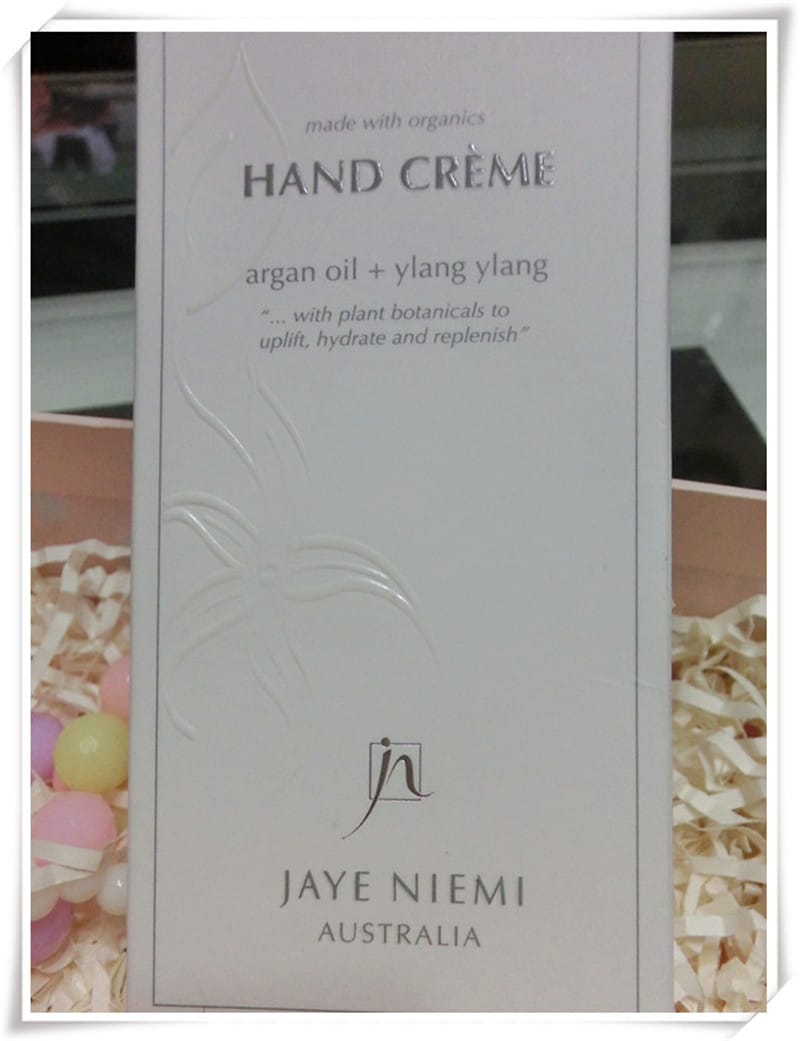 made with organics
HAND CRÈME
argan oil + ylang ylang
“... with plant botanicals to
uplift, hydrate and replenish”
jn
JAYE NIEMI
AUSTRALIA